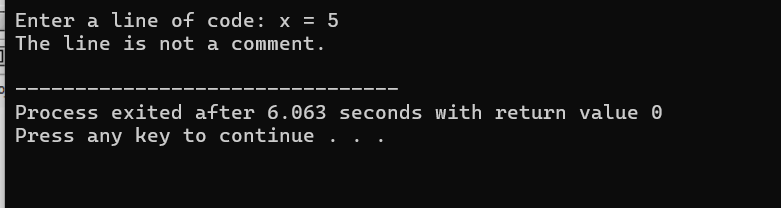 Enter a line of code: x = 5
The line is not a comment.
--------------------------------
Process exited after 6.063 seconds with return value 0
Press any key to continue . . .